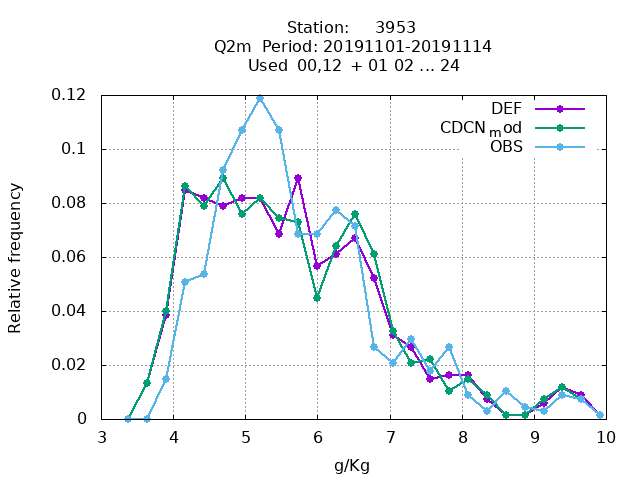 Station:     3953
Q2m  Period: 20191101-20191114
Used  00,12  + 01 02 ... 24
DEF
CDCNmod
OBS
0.12
0.1
0.08
0.06
0.04
0.02
0
Relative frequency
3 4 5 6 7 8 9 10
g/Kg